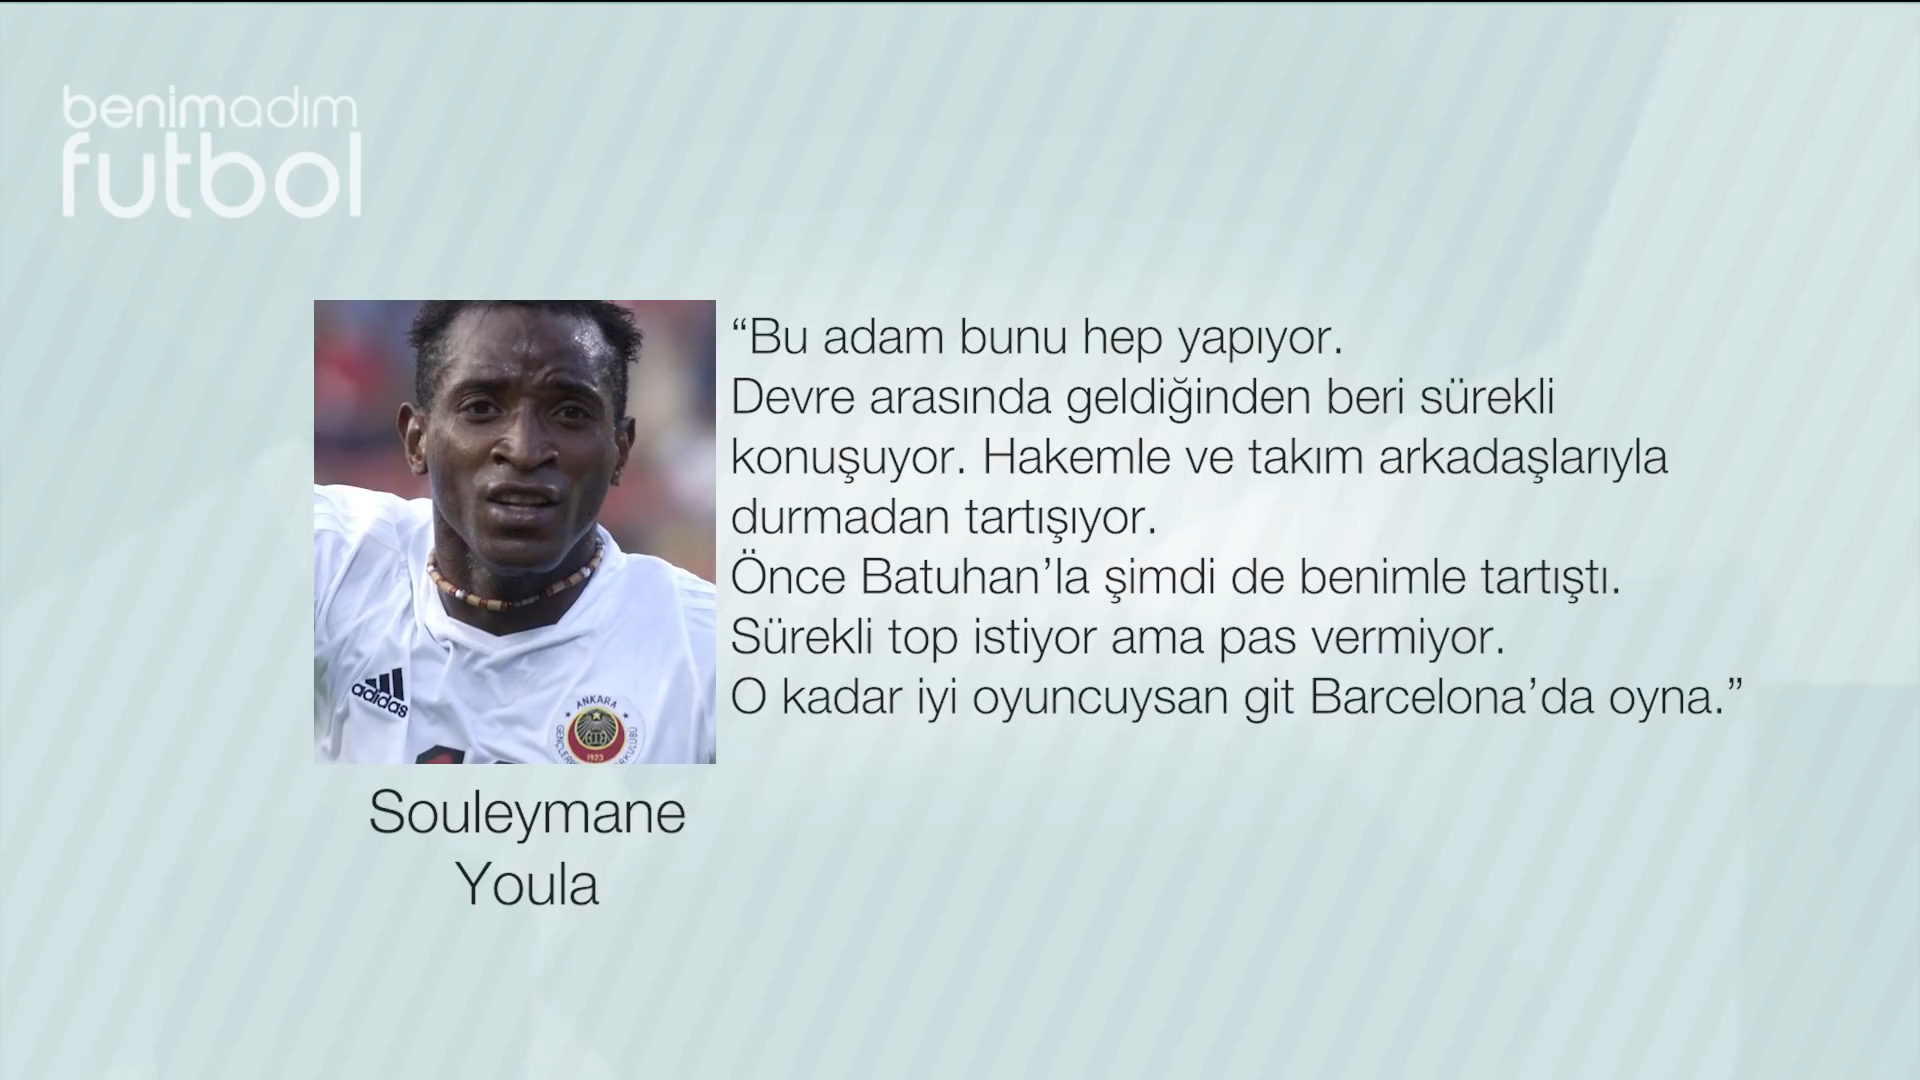 benimadım
futbol
“Bu adam bunu hep yapıyor.
Devre arasında geldiğinden beri sürekli
konuşuyor. Hakemle ve takım arkadaşlarıyla
durmadan tartışıyor.
Önce Batuhan’la şimdi de benimle tartıştı.
Sürekli top istiyor ama pas vermiyor.
O kadar iyi oyuncuysan git Barcelona’da oyna.”
adidas
ANKARA
1923
Souleymane
Youla